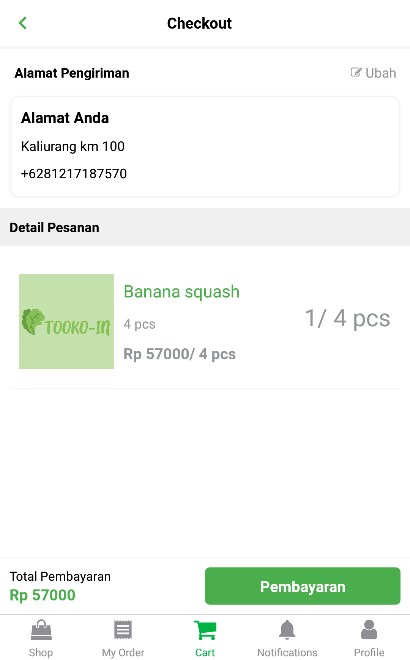 Checkout
Alamat Pengiriman
Ubah
Alamat Anda
Kaliurang km 100
+6281217187570
Detail Pesanan
TOOKO-IN
Banana squash
4 pcs
Rp 57000/ 4 pcs
1/ 4 pcs
Total Pembayaran
Rp 57000
Pembayaran
Shop
My Order
Cart
Notifications
Profile